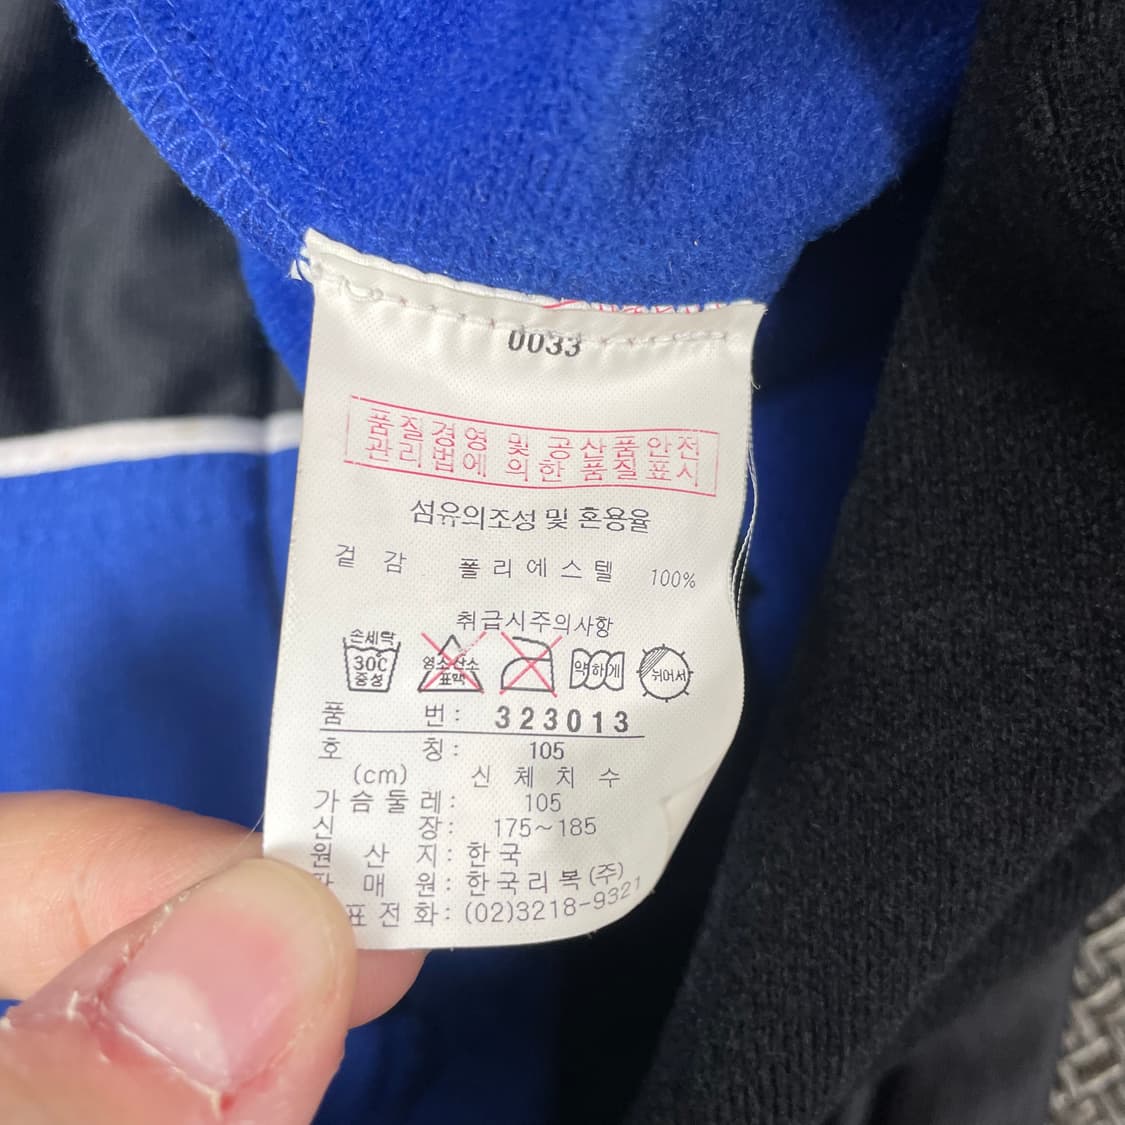 0033
품질경영 및 공산품안전
관리법에 의한 품질표시
섬유의조성 및 혼용율
겉 감 폴리에스텔 100%
취급시주의사항
손세탁 30℃ 중성
염소산소 표백
약하게
뉘어서
품 번: 323013
호 칭: 105
(cm) 신체치수
가슴둘레: 105
신 장: 175~185
원 산 지: 한국
판 매 원: 한국리복(주)
표전화: (02)3218-9321